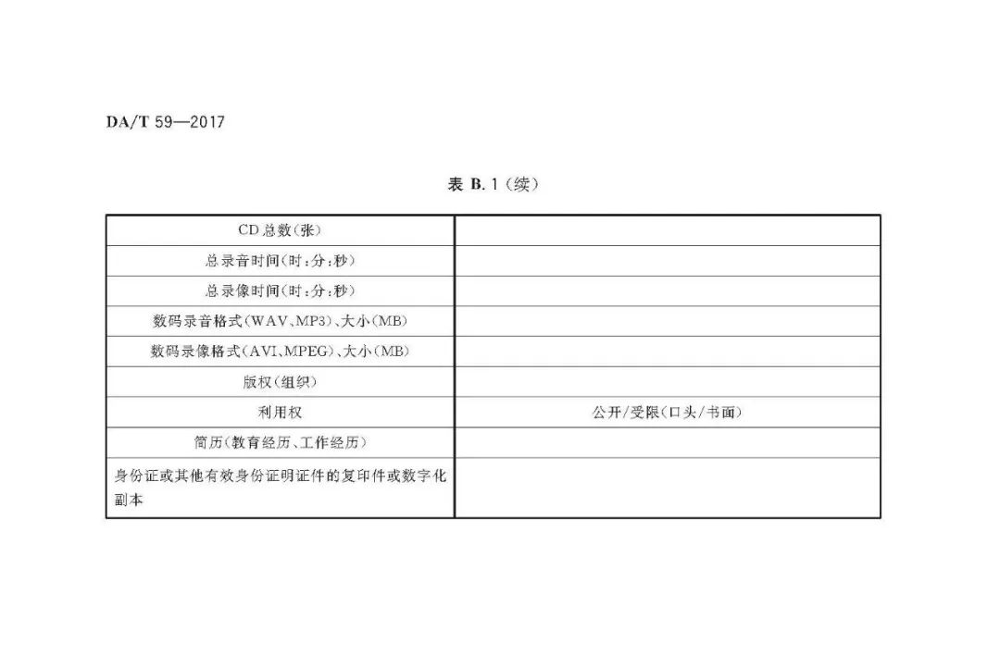 DA/T 59—2017
表 B.1(续)
CD总数(张)
总录音时间(时:分:秒)
总录像时间(时:分:秒)
数码录音格式(WAV、MP3)、大小(MB)
数码录像格式(AVI、MPEG)、大小(MB)
版权(组织)
利用权 公开/受限(口头/书面)
简历(教育经历、工作经历)
身份证或其他有效身份证明证件的复印件或数字化
副本